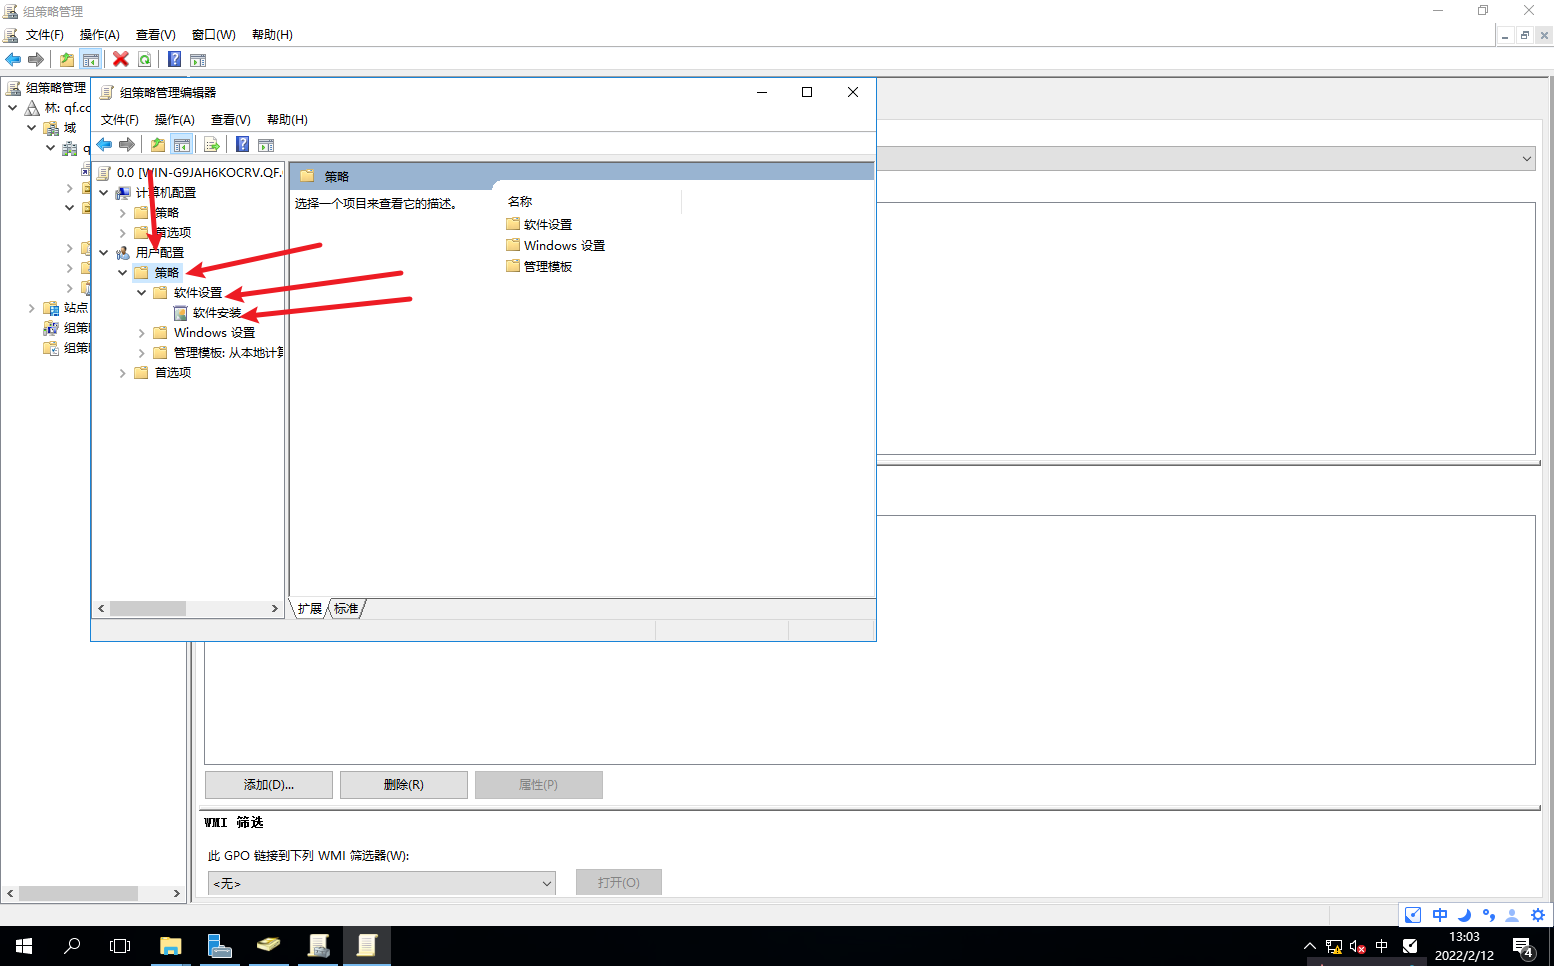 组策略管理
文件(F) 操作(A) 查看(V) 窗口(W) 帮助(H)
组策略管理
林: qf.cc
域
q
站点
组策略
组策略
组策略管理编辑器
文件(F) 操作(A) 查看(V) 帮助(H)
0.0 [WIN-G9JAH6KOCRV.QF.
计算机配置
策略
首选项
用户配置
策略
软件设置
软件安装
Windows 设置
管理模板: 从本地计算
首选项
策略
选择一个项目来查看它的描述。
名称
软件设置
Windows 设置
管理模板
扩展 标准
添加(D)... 删除(R) 属性(P)
WMI 筛选
此 GPO 链接到下列 WMI 筛选器(W):
<无> 打开(O)
中
中
13:03
2022/2/12
4